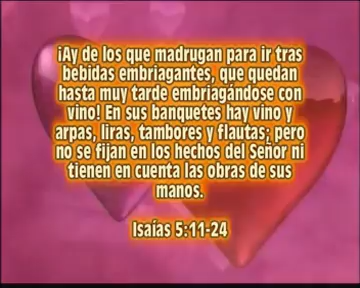 ¡Ay de los que madrugan para ir tras
bebidas embriagantes, que quedan
hasta muy tarde embriagándose con
vino! En sus banquetes hay vino y
arpas, liras, tambores y flautas; pero
no se fijan en los hechos del Señor ni
tienen en cuenta las obras de sus
manos.
Isaías 5:11-24